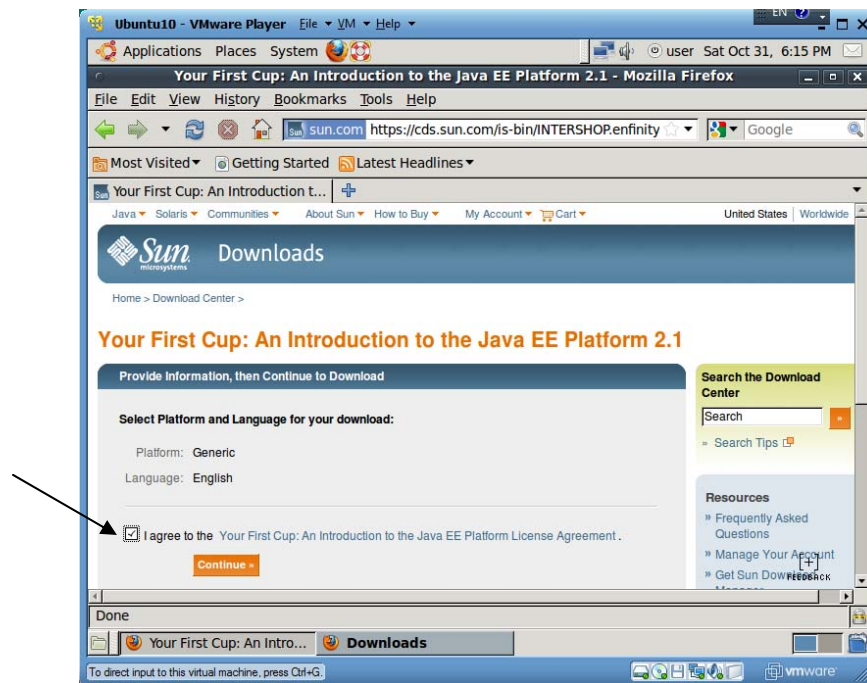 Ubuntu10 - VMware Player File VM Help
EN
Applications Places System user Sat Oct 31, 6:15 PM
Your First Cup: An Introduction to the Java EE Platform 2.1 - Mozilla Firefox
File Edit View History Bookmarks Tools Help
Sun sun.com https://cds.sun.com/is-bin/INTERSHOP.enfinity Google
Most Visited Getting Started Latest Headlines
Sun Your First Cup: An Introduction t...
Java Solaris Communities About Sun How to Buy My Account Cart United States Worldwide
Sun Downloads
microsystems
Home > Download Center >
Your First Cup: An Introduction to the Java EE Platform 2.1
Provide Information, then Continue to Download
Select Platform and Language for your download:
Platform: Generic
Language: English
I agree to the Your First Cup: An Introduction to the Java EE Platform License Agreement .
Continue »
Search the Download
Center
Search »
» Search Tips
Resources
» Frequently Asked
Questions
» Manage Your Account
[+]
» Get Sun Download
FEEDBACK
Manager
Done
Your First Cup: An Intro... Downloads
To direct input to this virtual machine, press Ctrl+G. vmware